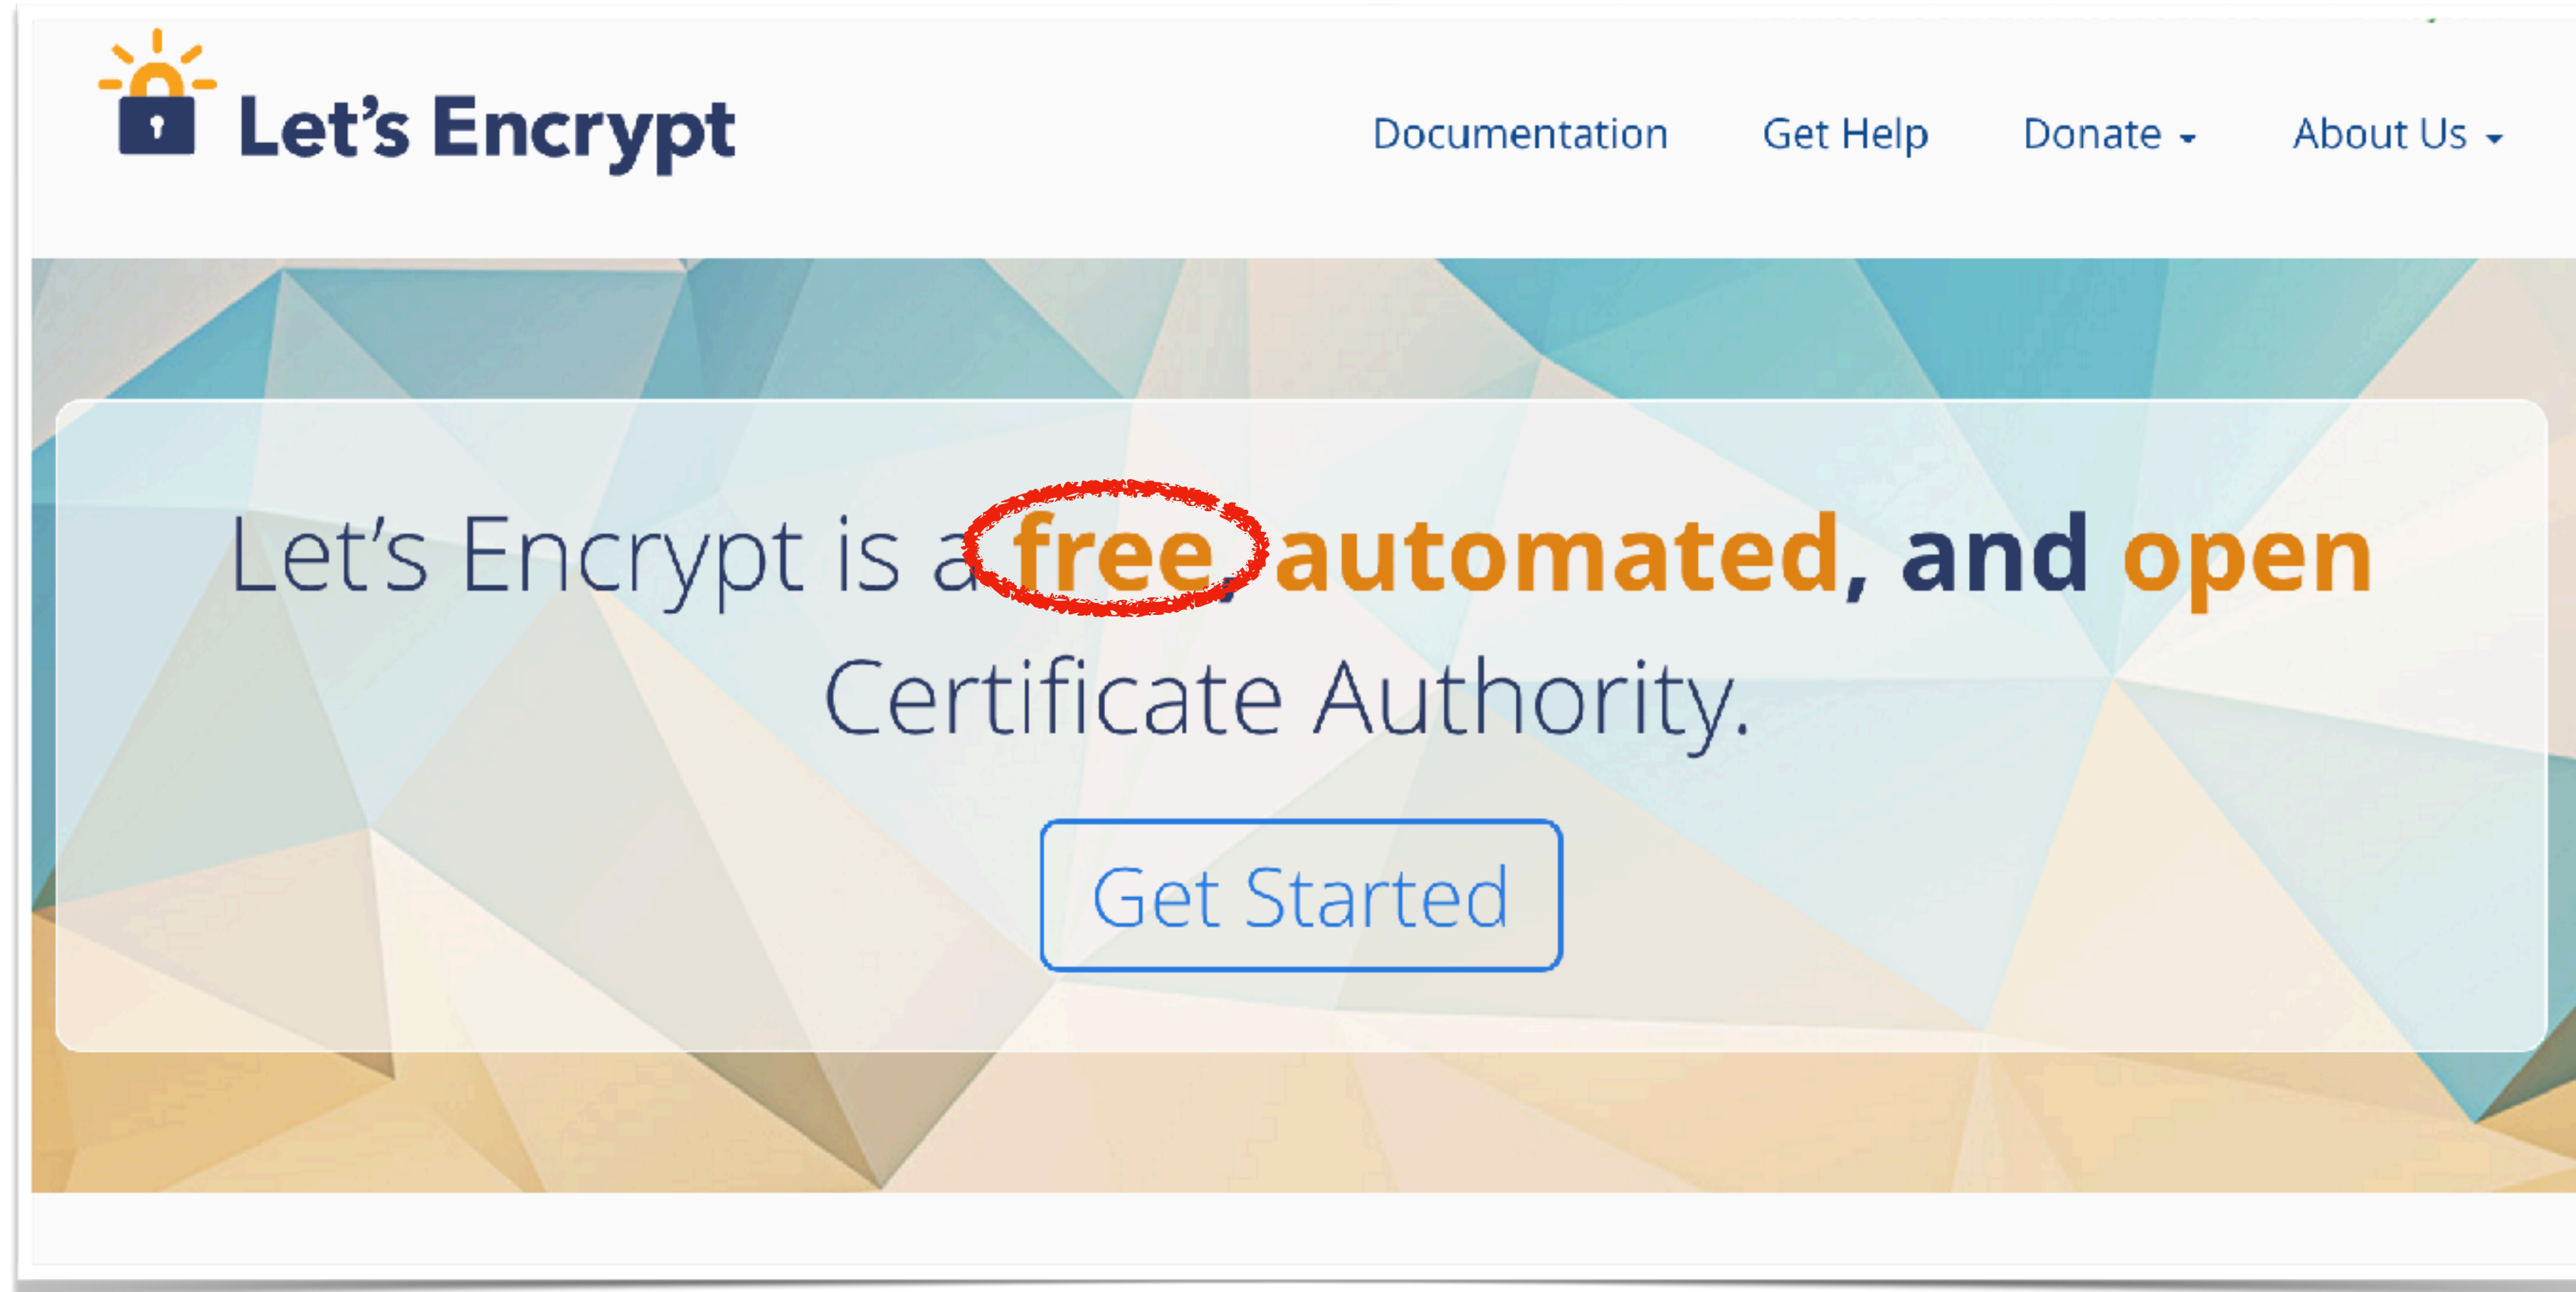 Let's Encrypt
Documentation Get Help Donate About Us
Let's Encrypt is a free, automated, and open
Certificate Authority.
Get Started